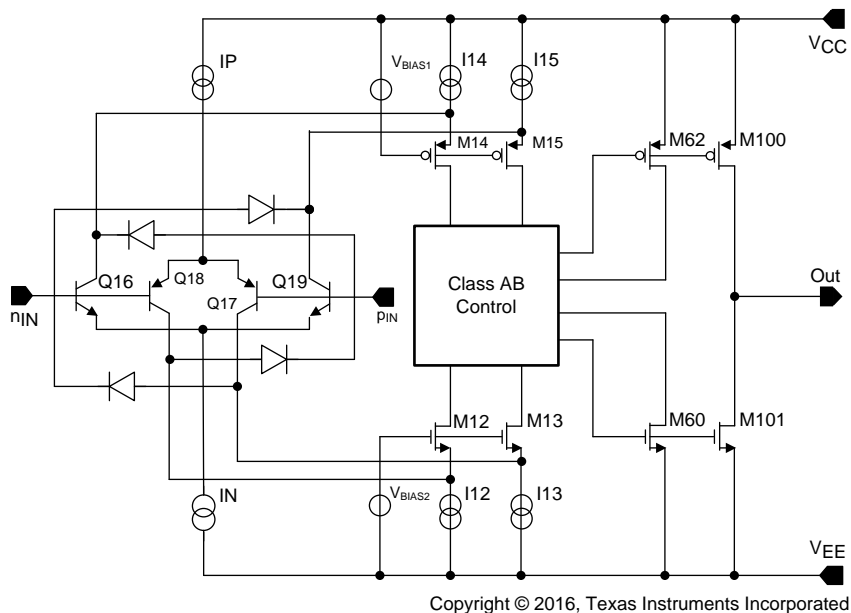 VCC
IP
VBIAS1
I14
I15
M14
M15
M62
M100
Q16
Q18
Q17
Q19
nIN
pIN
Class AB
Control
Out
M12
M13
M60
M101
IN
VBIAS2
I12
I13
VEE
Copyright © 2016, Texas Instruments Incorporated